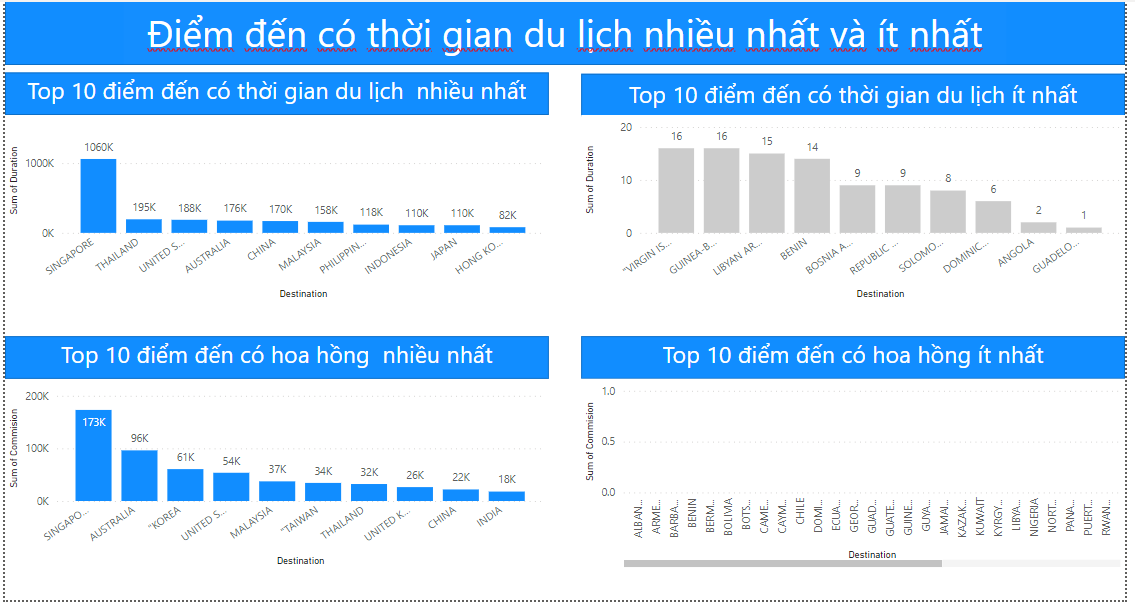 Điểm đến có thời gian du lịch nhiều nhất và ít nhất
Top 10 điểm đến có thời gian du lịch nhiều nhất
1000K
0K
Sum of Duration
1060K
195K
188K
176K
170K
158K
118K
110K
110K
82K
SINGAPORE
THAILAND
UNITED S...
AUSTRALIA
CHINA
MALAYSIA
PHILIPPIN...
INDONESIA
JAPAN
HONG KO...
Destination
Top 10 điểm đến có thời gian du lịch ít nhất
20
10
0
Sum of Duration
16
16
15
14
9
9
8
6
2
1
"VIRGIN IS...
GUINEA-B...
LIBYAN AR...
BENIN
BOSNIA A...
REPUBLIC ...
SOLOMO...
DOMINIC...
ANGOLA
GUADELO...
Destination
Top 10 điểm đến có hoa hồng nhiều nhất
200K
100K
0K
Sum of Commision
173K
96K
61K
54K
37K
34K
32K
26K
22K
18K
SINGAPO...
AUSTRALIA
"KOREA
UNITED S...
MALAYSIA
"TAIWAN
THAILAND
UNITED K...
CHINA
INDIA
Destination
Top 10 điểm đến có hoa hồng ít nhất
1.0
0.5
0.0
Sum of Commision
ALBAN...
ARME...
BARBA...
BENIN
BERM...
BOLIVIA
BOTS...
CAME...
CAYM...
CHILE
DOMI...
ECUA...
GEOR...
GUAD...
GUATE...
GUINE...
GUYA...
JAMAI...
KAZAK...
KUWAIT
KYRGY...
LIBYA...
NIGERIA
NORT...
PANA...
PUERT...
RWAN...
Destination